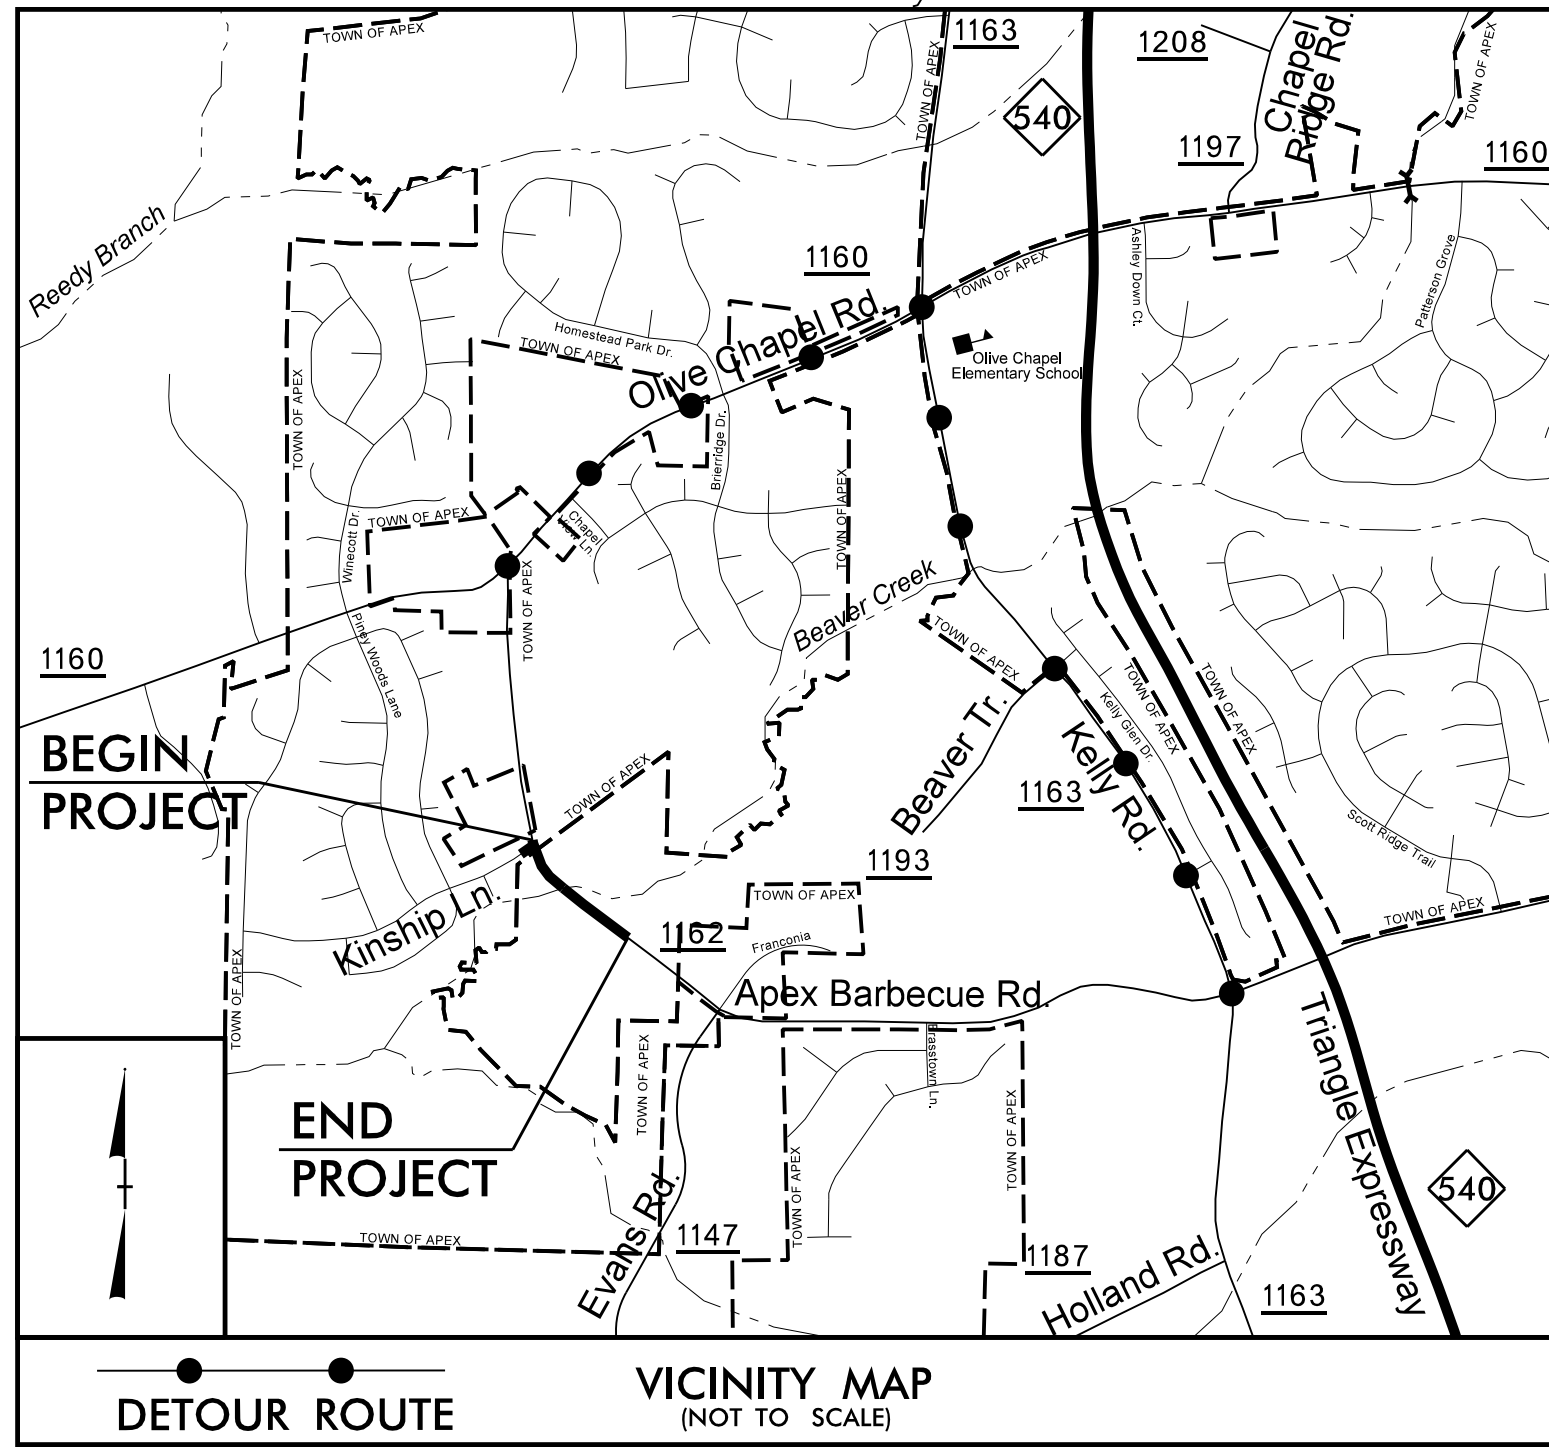 TOWN OF APEX
1163
1208
Chapel
Ridge Rd.
TOWN OF APEX
TOWN OF APEX
540
1197
1160
Reedy Branch
1160
Ashley Down Ct.
Patterson Grove
TOWN OF APEX
Homestead Park Dr.
TOWN OF APEX
Olive Chapel Rd.
Olive Chapel
Elementary School
TOWN OF APEX
Brierridge Dr.
TOWN OF APEX
Winecott Dr.
TOWN OF APEX
Chapel
View Ln.
TOWN OF APEX
Beaver Creek
TOWN OF APEX
1160
Piney Woods Lane
TOWN OF APEX
TOWN OF APEX
Kelly Glen Dr.
BEGIN
PROJECT
TOWN OF APEX
Beaver Tr.
1163
Kelly Rd.
Scott Ridge Trail
1193
TOWN OF APEX
TOWN OF APEX
Kinship Ln.
1162
Franconia
TOWN OF APEX
Apex Barbecue Rd.
Triangle Expressway
TOWN OF APEX
Brasstown Ln.
TOWN OF APEX
TOWN OF APEX
END
PROJECT
TOWN OF APEX
540
Evans Rd.
TOWN OF APEX
1147
1187
Holland Rd.
1163
DETOUR ROUTE
VICINITY MAP
(NOT TO SCALE)